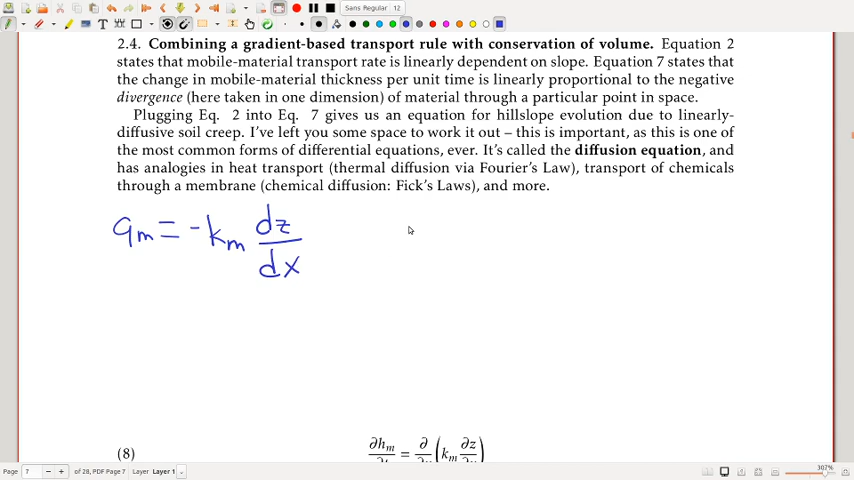 Sans Regular 12
2.4. Combining a gradient-based transport rule with conservation of volume. Equation 2
states that mobile-material transport rate is linearly dependent on slope. Equation 7 states that
the change in mobile-material thickness per unit time is linearly proportional to the negative
divergence (here taken in one dimension) of material through a particular point in space.
Plugging Eq. 2 into Eq. 7 gives us an equation for hillslope evolution due to linearly-
diffusive soil creep. I've left you some space to work it out – this is important, as this is one of
the most common forms of differential equations, ever. It's called the diffusion equation, and
has analogies in heat transport (thermal diffusion via Fourier's Law), transport of chemicals
through a membrane (chemical diffusion: Fick's Laws), and more.
qm = -km dz/dx
(8) ∂hm/∂t = ∂/∂x (km ∂z/∂x)
Page 7 of 28, PDF Page 7 Layer Layer 1 307%